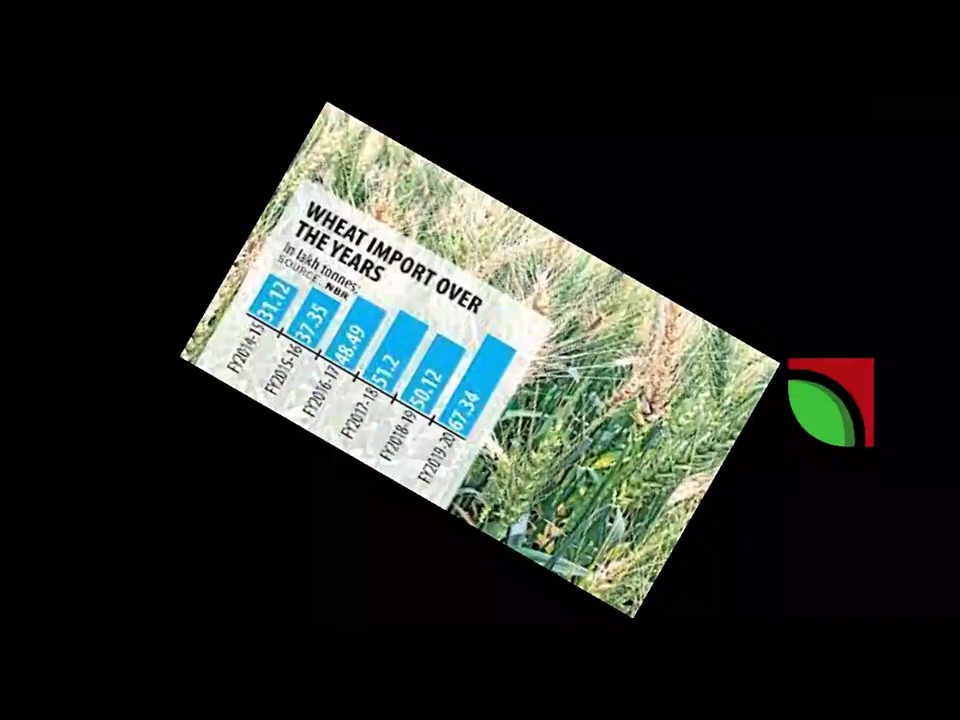 WHEAT IMPORT OVER
THE YEARS
In lakh tonnes;
SOURCE: NBR
31.12
37.35
48.49
51.2
50.12
67.34
FY2014-15
FY2015-16
FY2016-17
FY2017-18
FY2018-19
FY2019-20